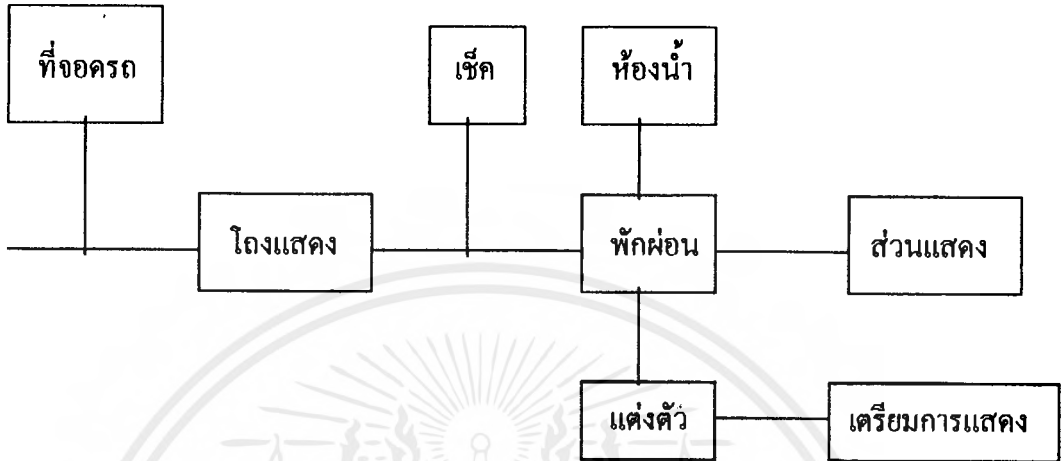 ที่จอดรถ
เช็ค
ห้องน้ำ
โถงแสดง
พักผ่อน
ส่วนแสดง
แต่งตัว
เตรียมการแสดง